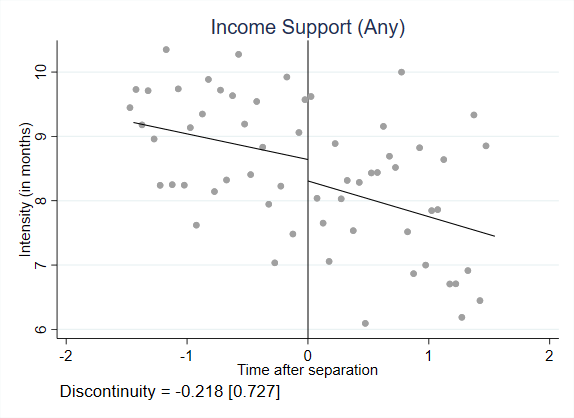 Income Support (Any)
Intensity (in months)
10
9
8
7
6
-2
-1
0
1
2
Time after separation
Discontinuity = -0.218 [0.727]